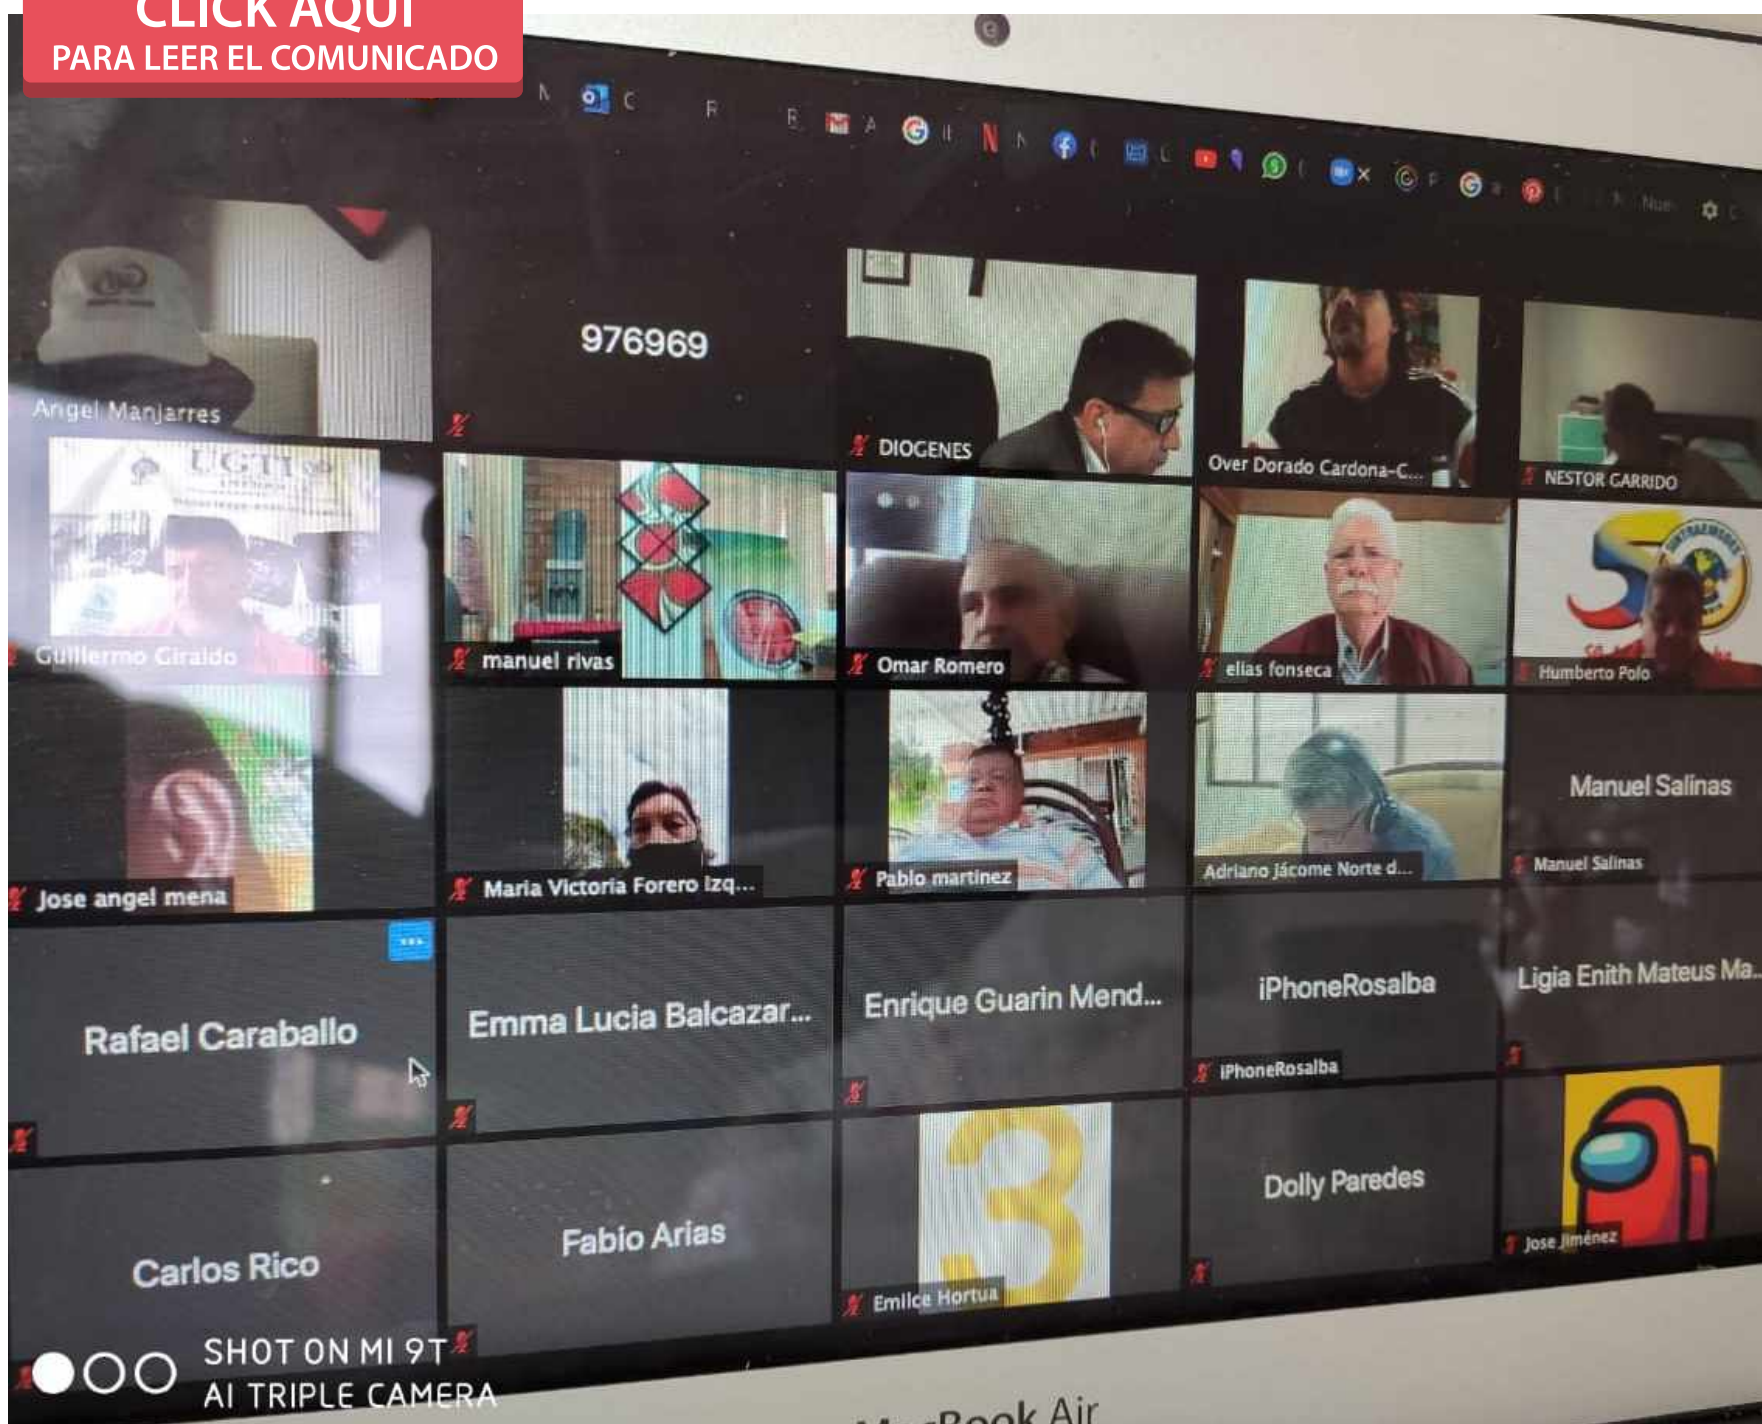 CLICK AQUÍ
PARA LEER EL COMUNICADO
976969
Angel Manjarres
DIOGENES
Over Dorado Cardona-C...
NESTOR GARRIDO
UGTI
Guillermo Giraldo
manuel rivas
Omar Romero
elias fonseca
Humberto Polo
Jose angel mena
Maria Victoria Forero Izq...
Pablo martinez
Adriano Jácome Norte d...
Manuel Salinas
Manuel Salinas
Rafael Caraballo
Emma Lucia Balcazar...
Enrique Guarin Mend...
iPhoneRosalba
iPhoneRosalba
Ligia Enith Mateus Ma...
Carlos Rico
Fabio Arias
3
Emilce Hortua
Dolly Paredes
Jose Jiménez
SHOT ON MI 9T
AI TRIPLE CAMERA
MacBook Air